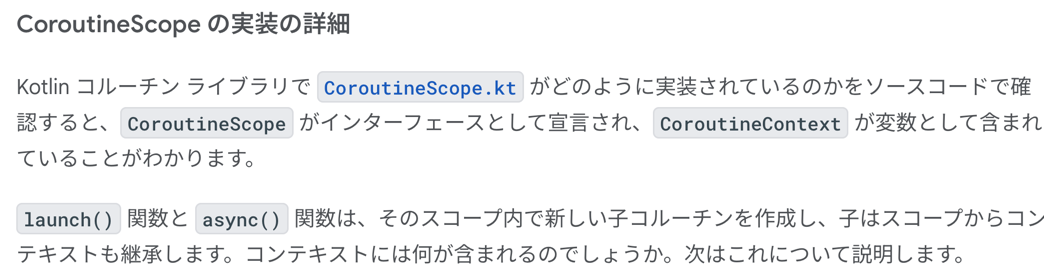 CoroutineScope の実装の詳細
Kotlin コルーチン ライブラリで CoroutineScope.kt がどのように実装されているのかをソースコードで確
認すると、CoroutineScope がインターフェースとして宣言され、CoroutineContext が変数として含まれ
ていることがわかります。
launch() 関数と async() 関数は、そのスコープ内で新しい子コルーチンを作成し、子はスコープからコン
テキストも継承します。コンテキストには何が含まれるのでしょうか。次はこれについて説明します。